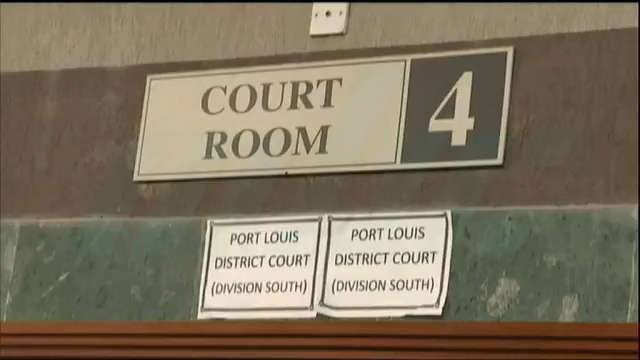 COURT
ROOM
4
PORT LOUIS
DISTRICT COURT
(DIVISION SOUTH)
PORT LOUIS
DISTRICT COURT
(DIVISION SOUTH)